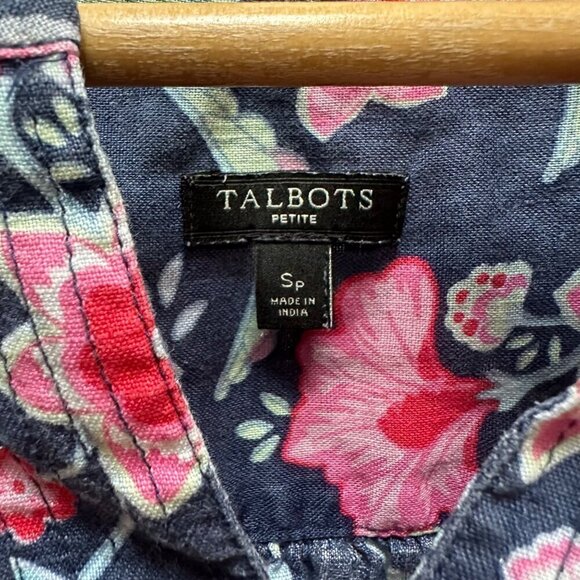 TALBOTS
PETITE
Sp
MADE IN
INDIA